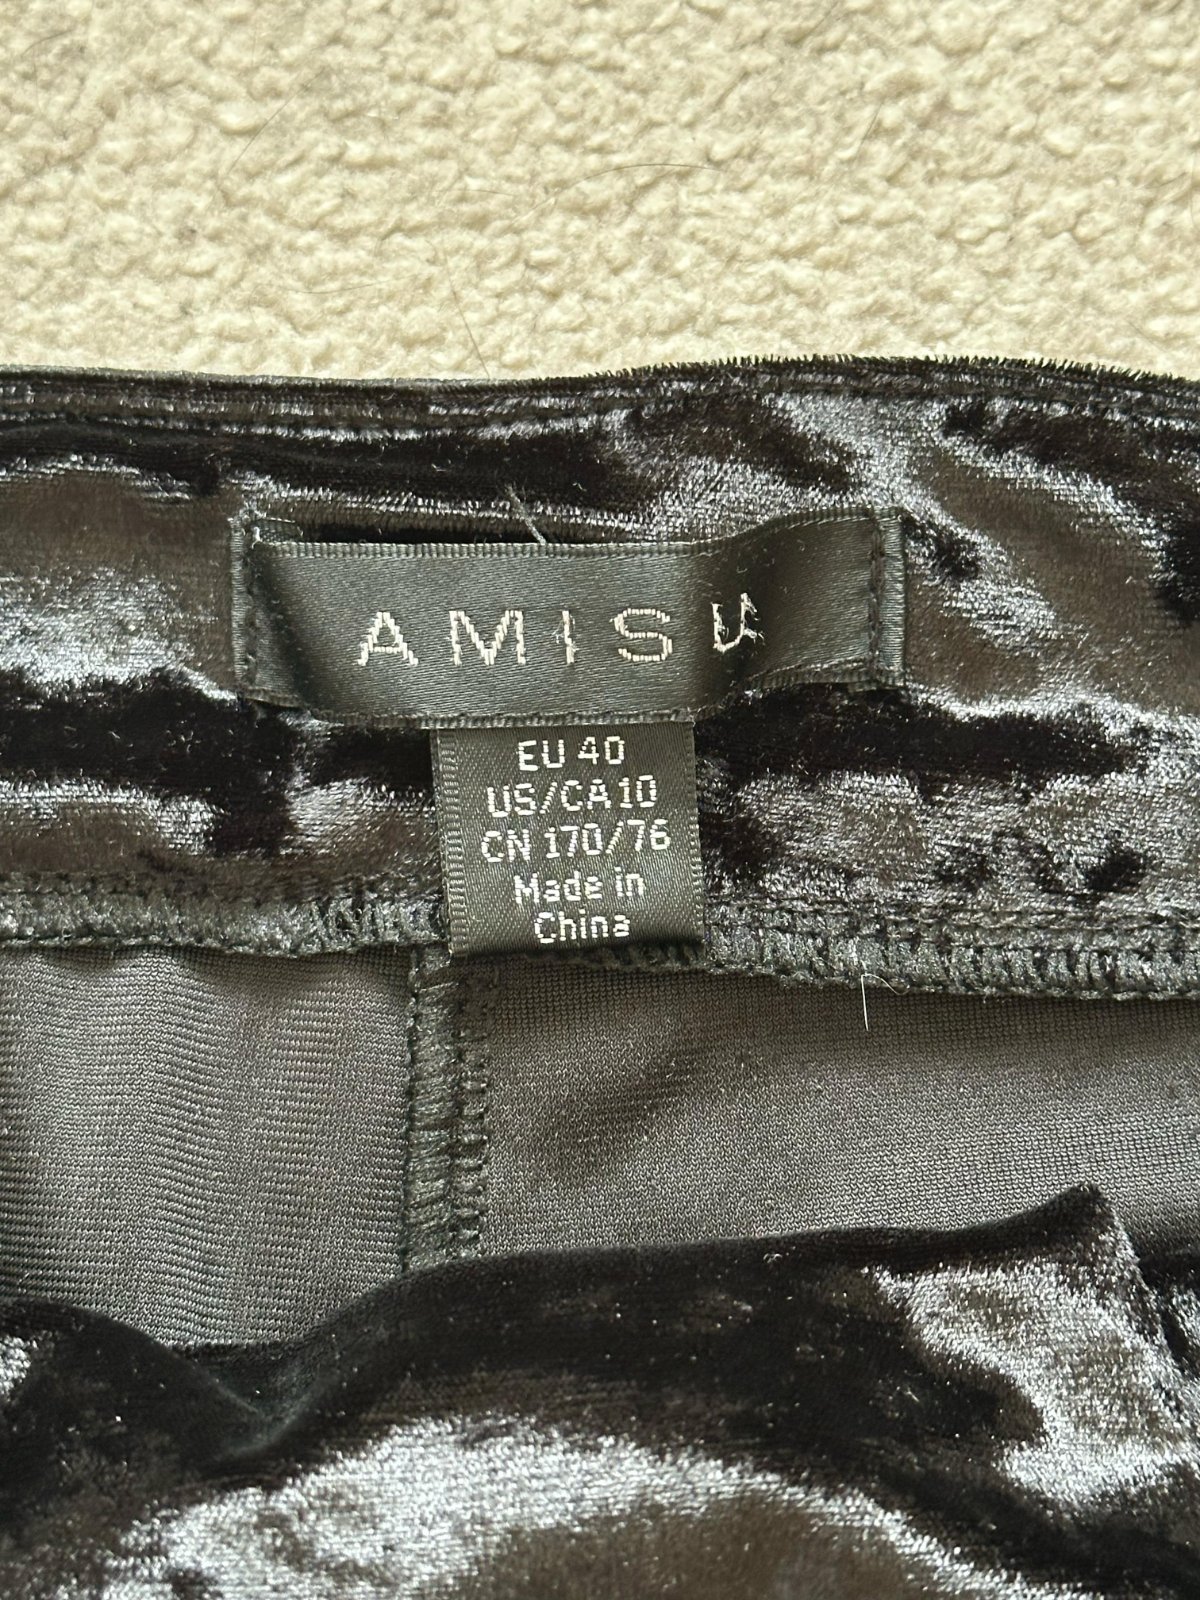 AMISU
EU 40
US/CA 10
CN 170/76
Made in
China